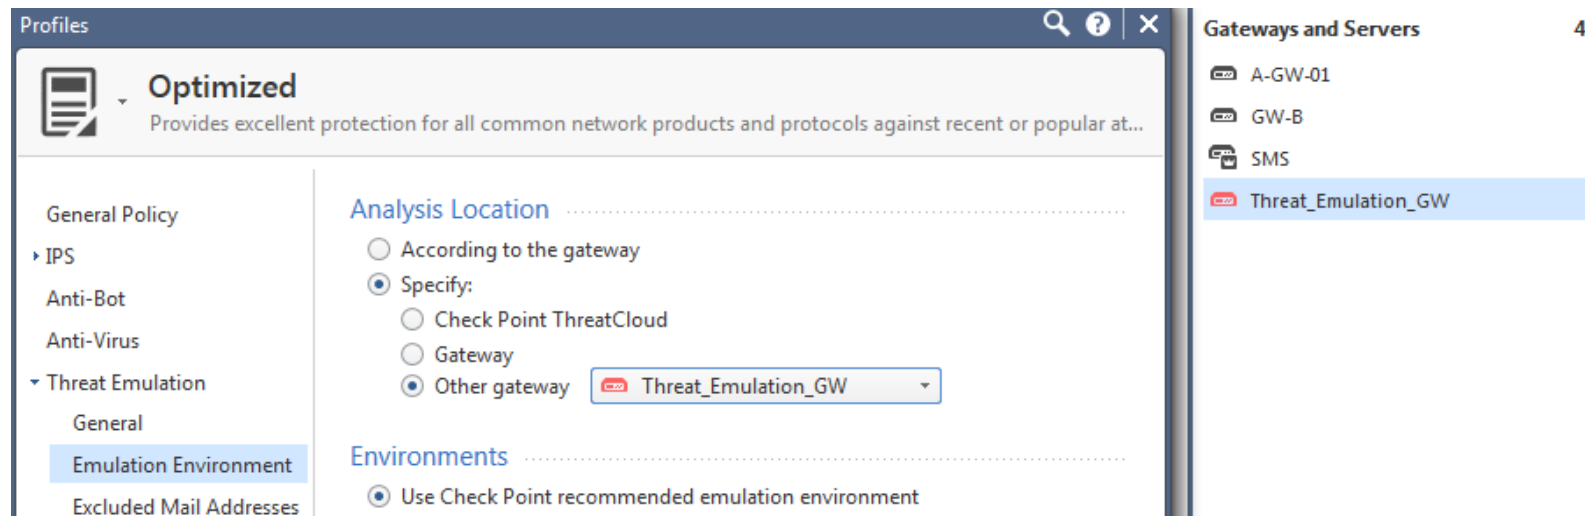 Profiles
Optimized
Provides excellent protection for all common network products and protocols against recent or popular at...
General Policy
IPS
Anti-Bot
Anti-Virus
Threat Emulation
General
Emulation Environment
Excluded Mail Addresses
Analysis Location
According to the gateway
Specify:
Check Point ThreatCloud
Gateway
Other gateway Threat_Emulation_GW
Environments
Use Check Point recommended emulation environment
Gateways and Servers 4
A-GW-01
GW-B
SMS
Threat_Emulation_GW